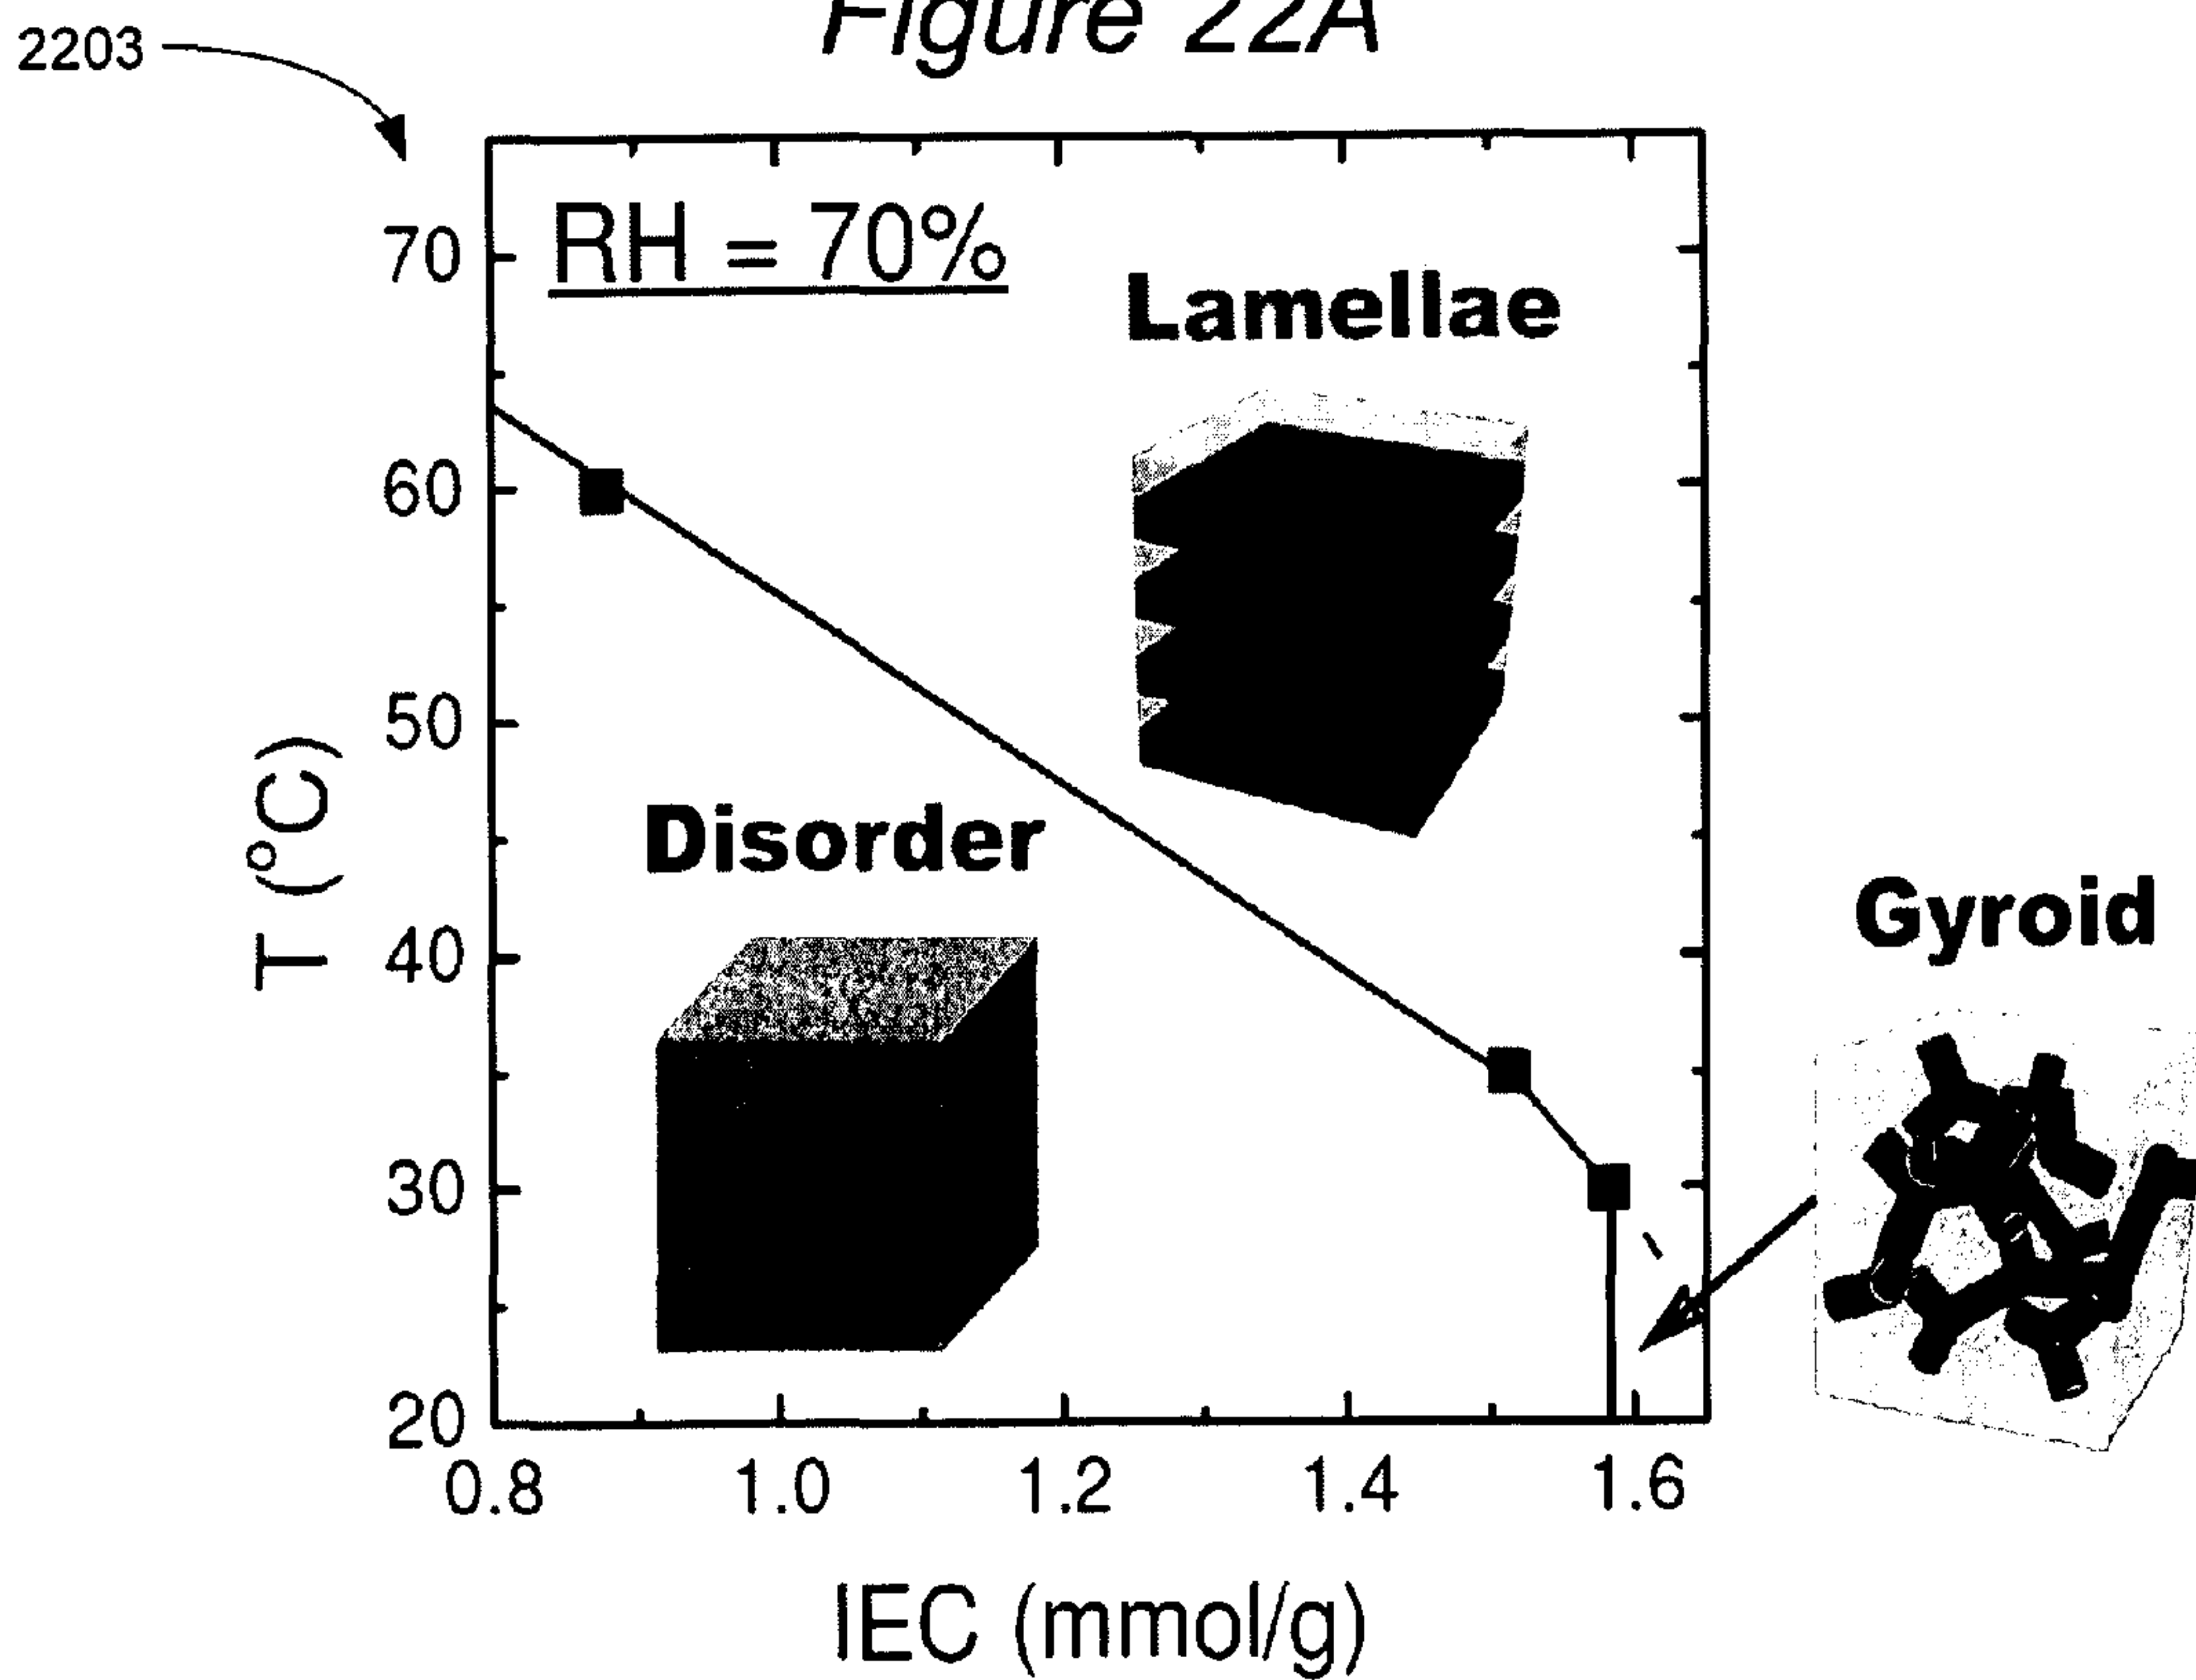 Figure 22A
2203
RH = 70%
Lamellae
Disorder
Gyroid
T (°C)
70
60
50
40
30
20
0.8 1.0 1.2 1.4 1.6
IEC (mmol/g)